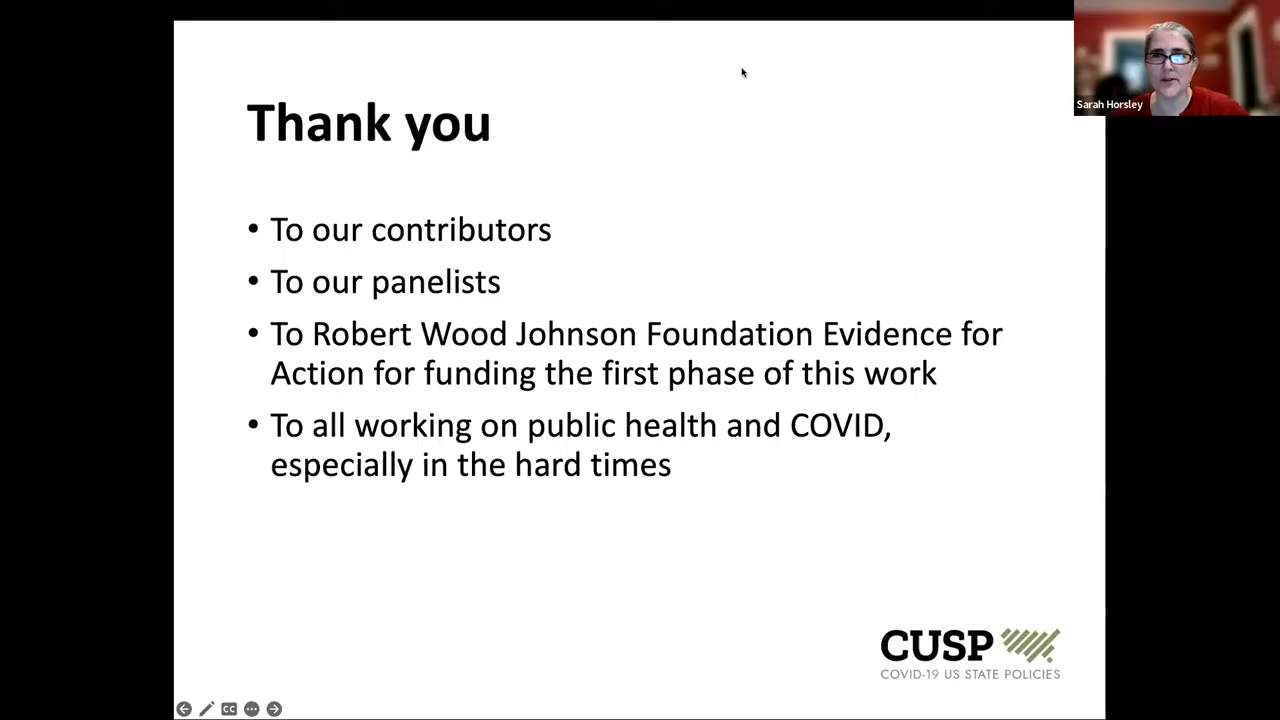 Sarah Horsley
Thank you
• To our contributors
• To our panelists
• To Robert Wood Johnson Foundation Evidence for
Action for funding the first phase of this work
• To all working on public health and COVID,
especially in the hard times
CUSP
COVID-19 US STATE POLICIES
CC